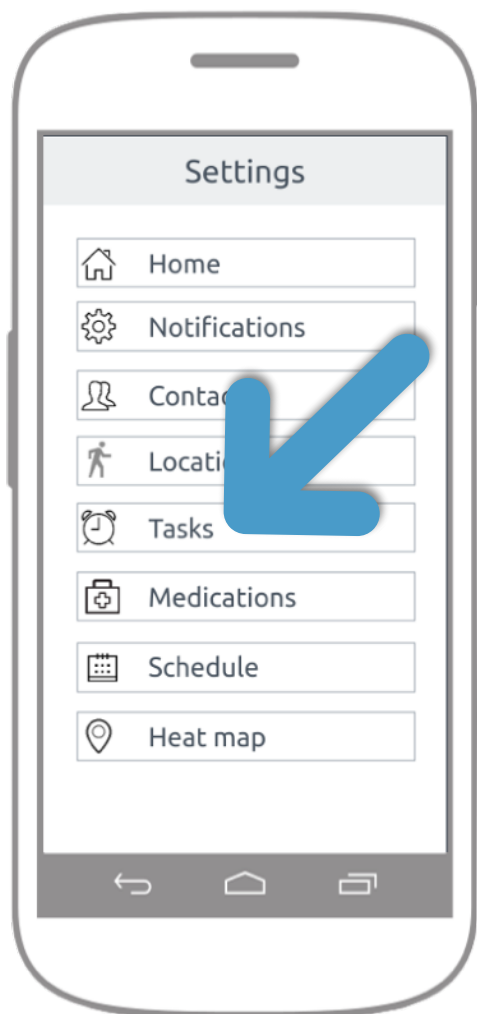 Settings
Home
Notifications
Tasks
Medications
Schedule
Heat map